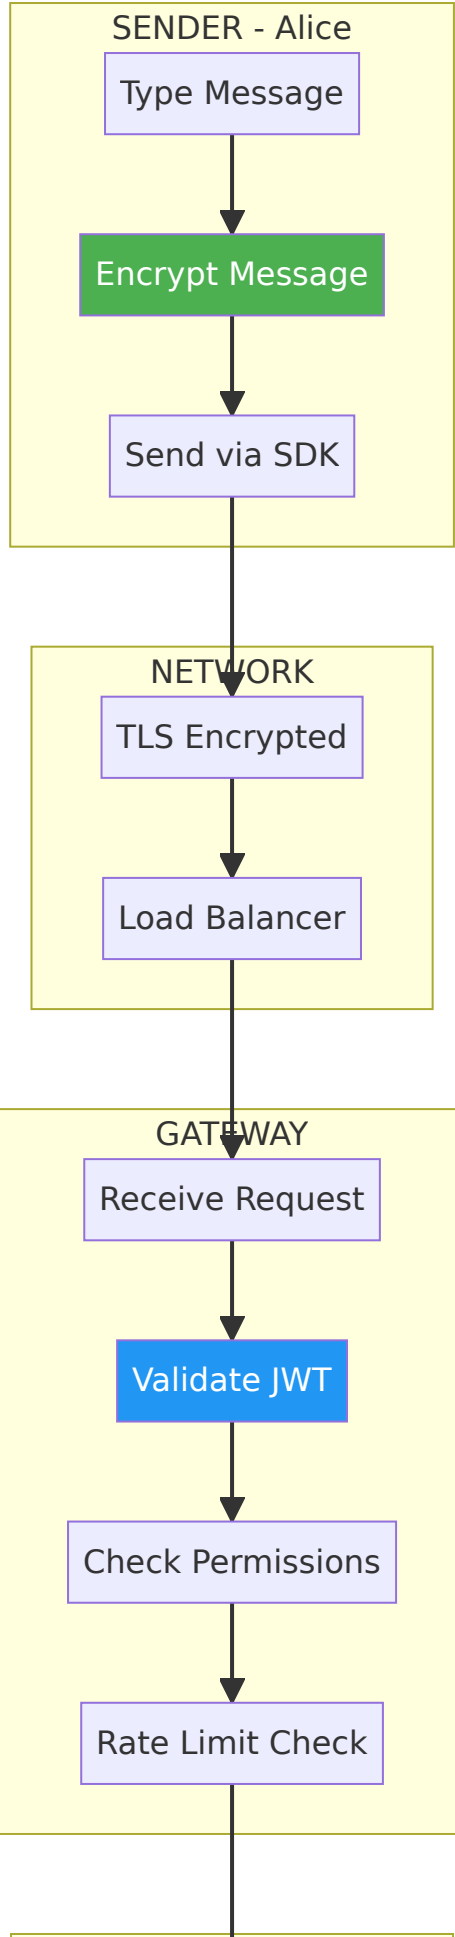 SENDER - Alice
Type Message
Encrypt Message
Send via SDK
NETWORK
TLS Encrypted
Load Balancer
GATEWAY
Receive Request
Validate JWT
Check Permissions
Rate Limit Check